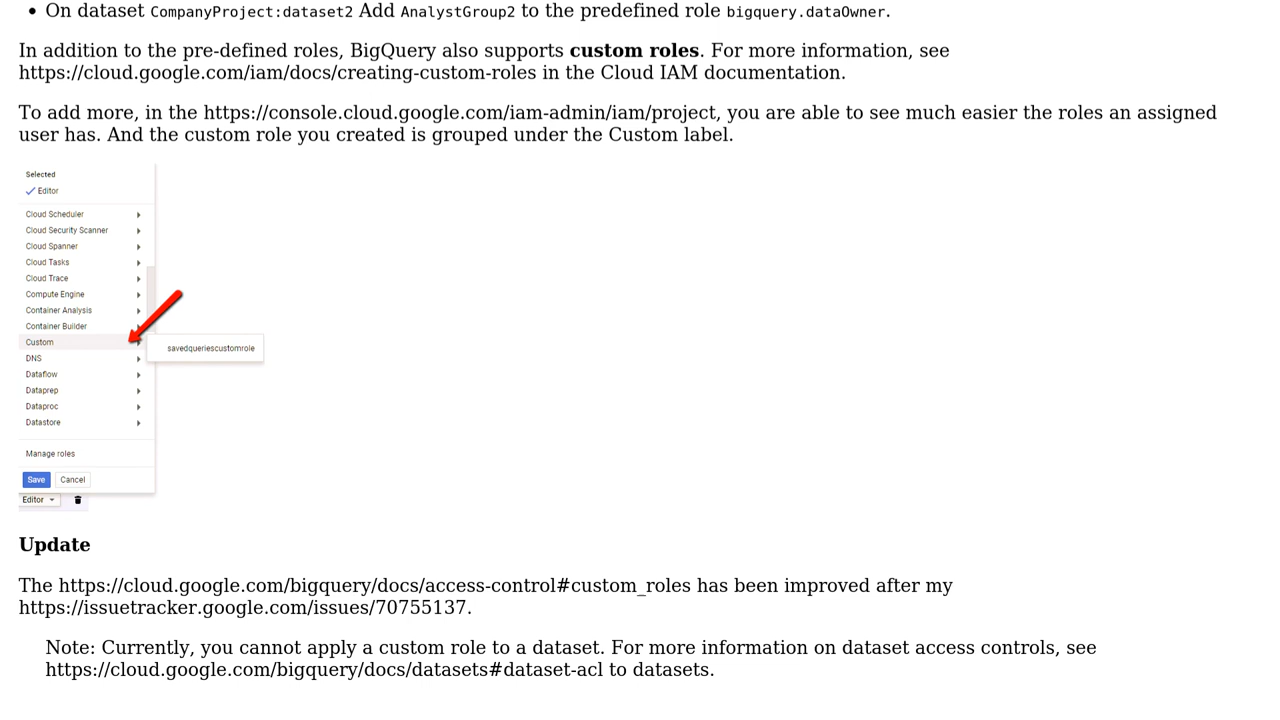 • On dataset CompanyProject:dataset2 Add AnalystGroup2 to the predefined role bigquery.dataOwner.
In addition to the pre-defined roles, BigQuery also supports custom roles. For more information, see
https://cloud.google.com/iam/docs/creating-custom-roles in the Cloud IAM documentation.
To add more, in the https://console.cloud.google.com/iam-admin/iam/project, you are able to see much easier the roles an assigned
user has. And the custom role you created is grouped under the Custom label.
Selected
Editor
Cloud Scheduler
Cloud Security Scanner
Cloud Spanner
Cloud Tasks
Cloud Trace
Compute Engine
Container Analysis
Container Builder
Custom
savedqueriescustomrole
DNS
Dataflow
Dataprep
Dataproc
Datastore
Manage roles
Save Cancel
Editor
Update
The https://cloud.google.com/bigquery/docs/access-control#custom_roles has been improved after my
https://issuetracker.google.com/issues/70755137.
Note: Currently, you cannot apply a custom role to a dataset. For more information on dataset access controls, see
https://cloud.google.com/bigquery/docs/datasets#dataset-acl to datasets.